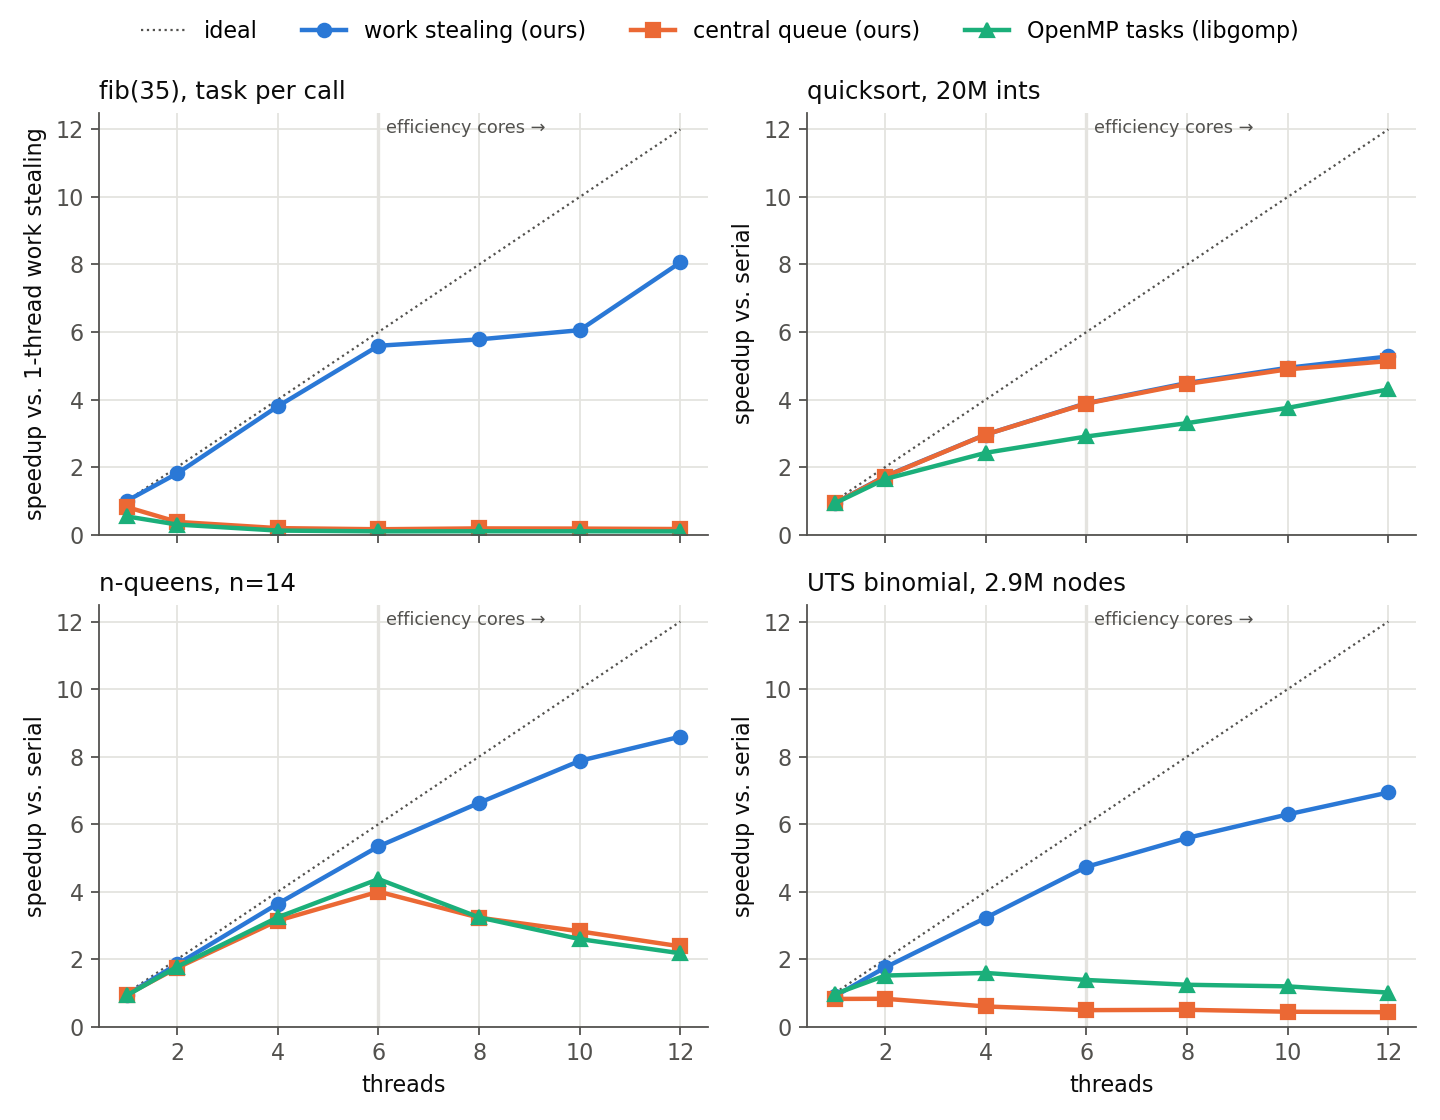 ideal work stealing (ours) central queue (ours) OpenMP tasks (libgomp)
fib(35), task per call
speedup vs. 1-thread work stealing
12
10
8
6
4
2
0
efficiency cores →
quicksort, 20M ints
speedup vs. serial
12
10
8
6
4
2
0
efficiency cores →
n-queens, n=14
speedup vs. serial
12
10
8
6
4
2
0
efficiency cores →
2 4 6 8 10 12
threads
UTS binomial, 2.9M nodes
speedup vs. serial
12
10
8
6
4
2
0
efficiency cores →
2 4 6 8 10 12
threads